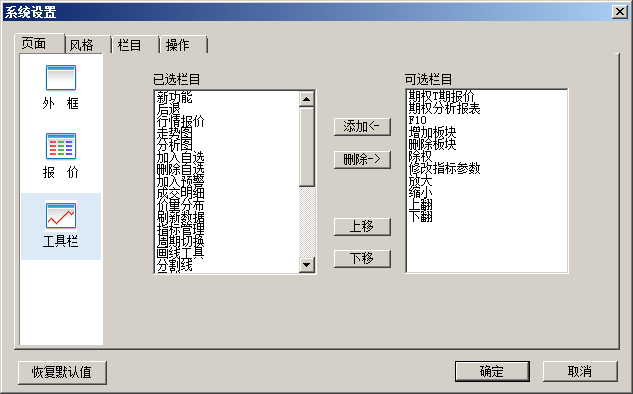 系统设置
页面 风格 栏目 操作
外 框
报 价
工具栏
已选栏目
新功能
后退
行情报价
走势图
分析图
加入自选
删除自选
加入预警
成交明细
价量分布
刷新数据
指标管理
周期切换
画线工具
分割线
添加<-
删除->
上移
下移
可选栏目
期权T期报价
期权分析报表
F10
增加板块
删除板块
除权
修改指标参数
放大
缩小
上翻
下翻
恢复默认值
确定
取消